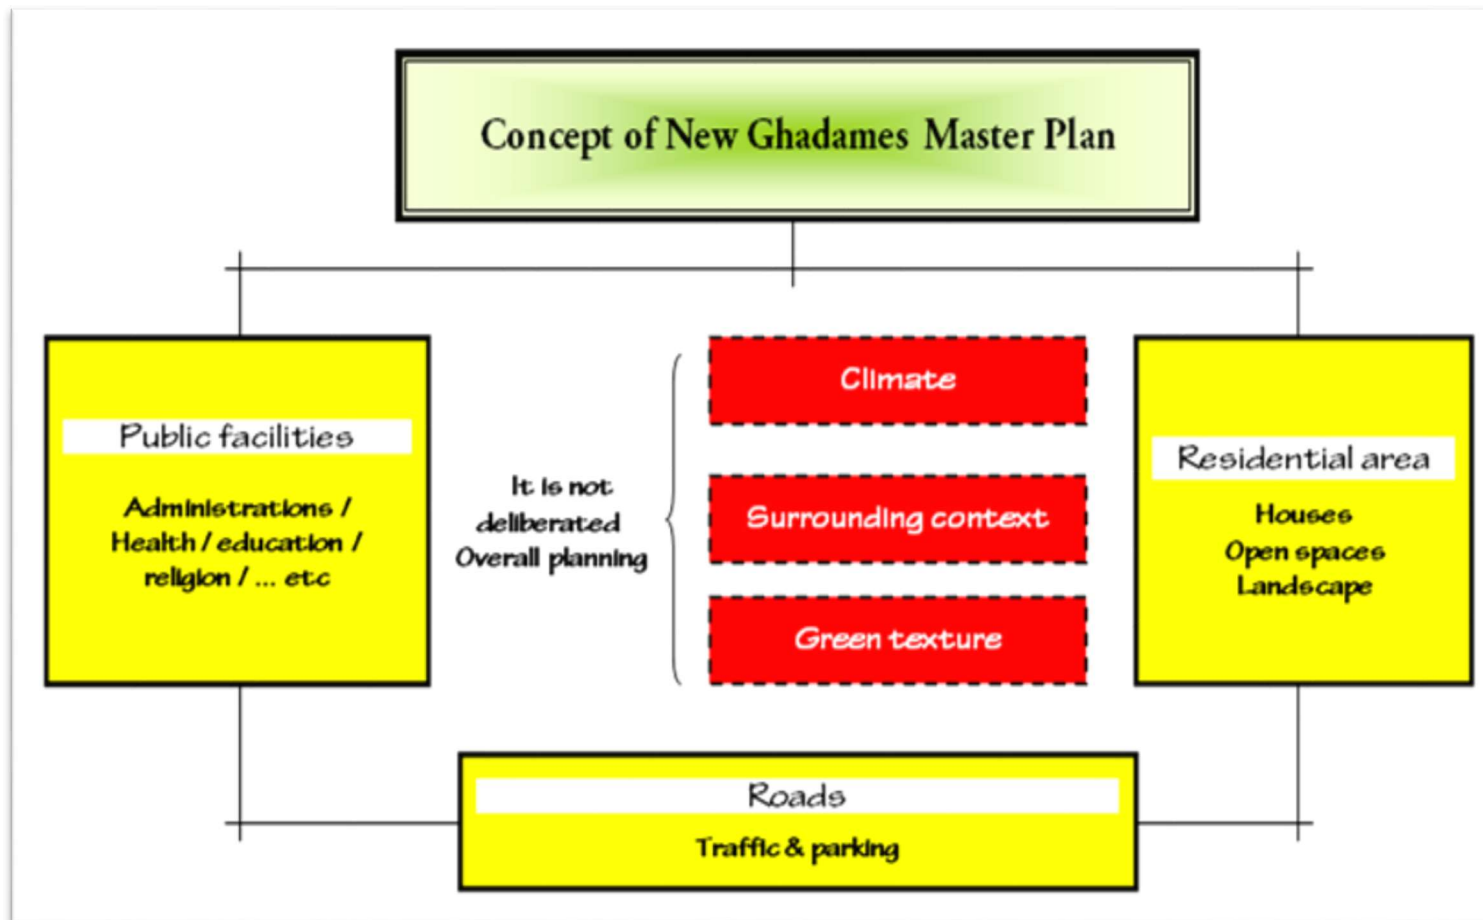 Concept of New Ghadames Master Plan
Public facilities
Administrations /
Health / education /
religion / ... etc
It is not
deliberated
Overall planning
Climate
Surrounding context
Green texture
Residential area
Houses
Open spaces
Landscape
Roads
Traffic & parking